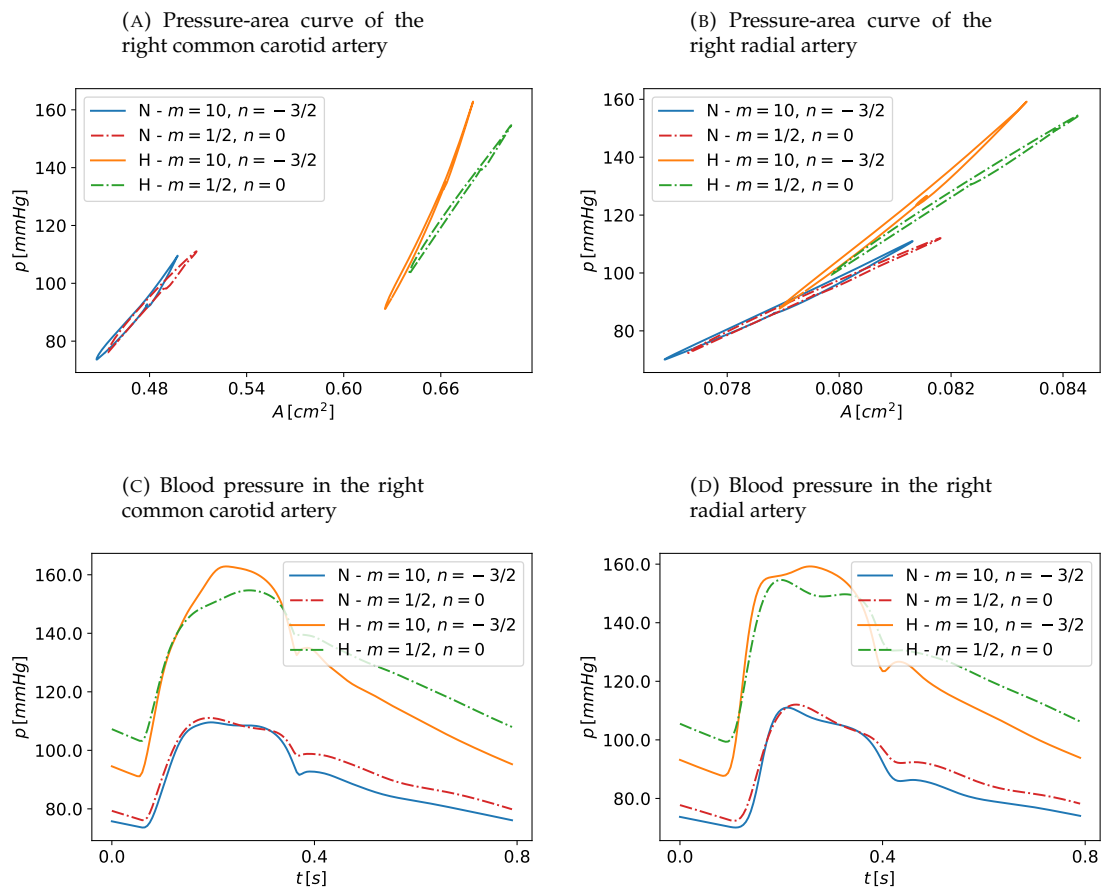 (A) Pressure-area curve of the
right common carotid artery
(B) Pressure-area curve of the
right radial artery
160
140
120
100
80
p [mmHg]
N - m = 10, n = −3/2
N - m = 1/2, n = 0
H - m = 10, n = −3/2
H - m = 1/2, n = 0
0.48 0.54 0.60 0.66
A [cm²]
160
140
120
100
80
p [mmHg]
N - m = 10, n = −3/2
N - m = 1/2, n = 0
H - m = 10, n = −3/2
H - m = 1/2, n = 0
0.078 0.080 0.082 0.084
A [cm²]
(C) Blood pressure in the right
common carotid artery
(D) Blood pressure in the right
radial artery
160.0
140.0
120.0
100.0
80.0
p [mmHg]
N - m = 10, n = −3/2
N - m = 1/2, n = 0
H - m = 10, n = −3/2
H - m = 1/2, n = 0
0.0 0.4 0.8
t [s]
160.0
140.0
120.0
100.0
80.0
p [mmHg]
N - m = 10, n = −3/2
N - m = 1/2, n = 0
H - m = 10, n = −3/2
H - m = 1/2, n = 0
0.0 0.4 0.8
t [s]